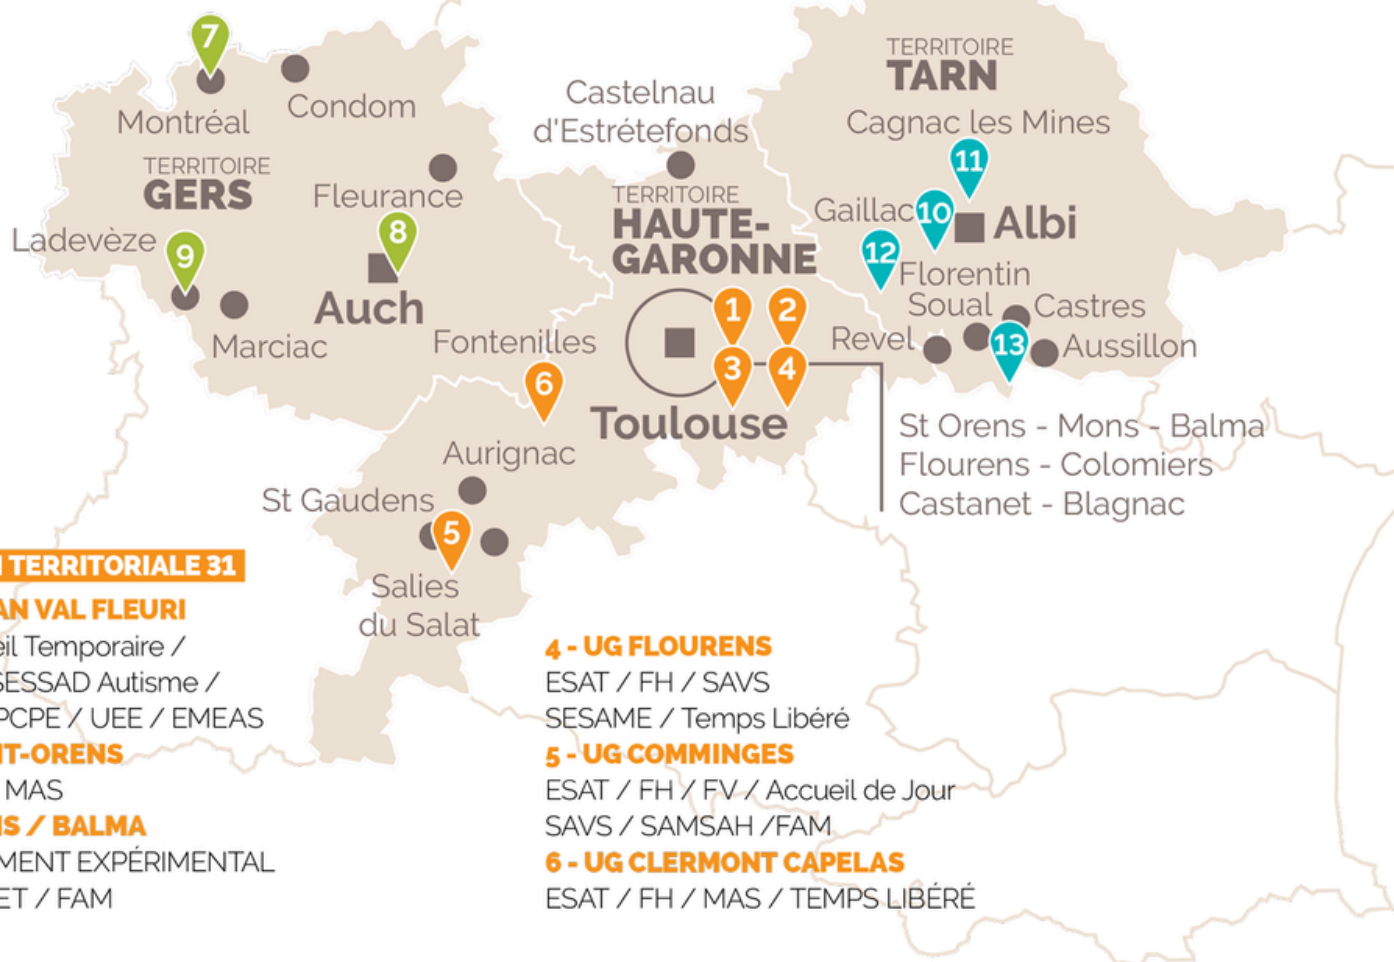 7
Condom
Montréal
TERRITOIRE
GERS
Fleurance
8
Ladevèze
9
Auch
Marciac
Castelnau
d'Estrétefonds
TERRITOIRE
HAUTE-
GARONNE
1
2
3
4
Toulouse
Fontenilles
6
Aurignac
St Gaudens
5
Salies
du Salat
TERRITOIRE
TARN
Cagnac les Mines
11
Gaillac
10
Albi
12
Florentin
Soual
Castres
Revel
13
Aussillon
St Orens - Mons - Balma
Flourens - Colomiers
Castanet - Blagnac
TERRITORIALE 31
AN VAL FLEURI
eil Temporaire /
SESSAD Autisme /
PCPE / UEE / EMEAS
IT-ORENS
MAS
IS / BALMA
MENT EXPÉRIMENTAL
ET / FAM
4 - UG FLOURENS
ESAT / FH / SAVS
SESAME / Temps Libéré
5 - UG COMMINGES
ESAT / FH / FV / Accueil de Jour
SAVS / SAMSAH /FAM
6 - UG CLERMONT CAPELAS
ESAT / FH / MAS / TEMPS LIBÉRÉ